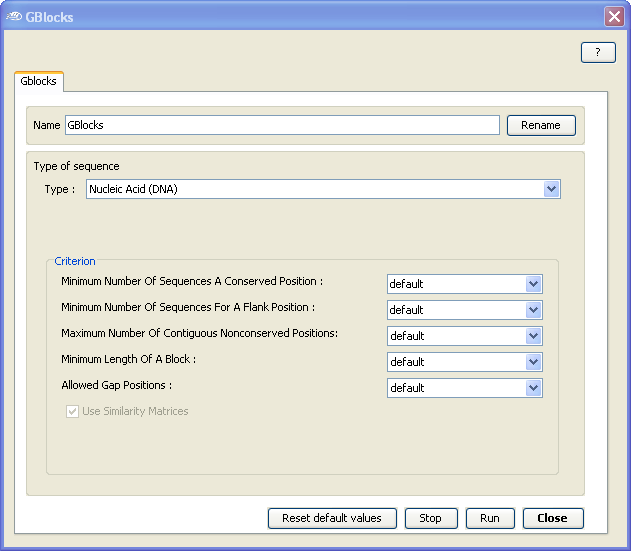 GBlocks
?
Gblocks
Name GBlocks Rename
Type of sequence
Type : Nucleic Acid (DNA)
Criterion
Minimum Number Of Sequences A Conserved Position : default
Minimum Number Of Sequences For A Flank Position : default
Maximum Number Of Contiguous Nonconserved Positions: default
Minimum Length Of A Block : default
Allowed Gap Positions : default
Use Similarity Matrices
Reset default values Stop Run Close